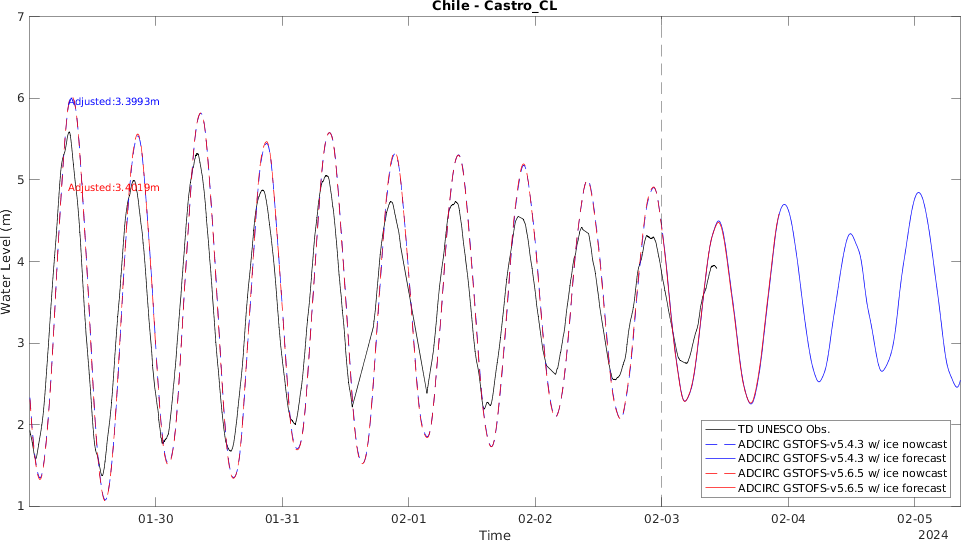 Chile - Castro_CL
7
6
5
4
3
2
1
Water Level (m)
Adjusted:3.3993m
Adjusted:3.4019m
TD UNESCO Obs.
ADCIRC GSTOFS-v5.4.3 w/ ice nowcast
ADCIRC GSTOFS-v5.4.3 w/ ice forecast
ADCIRC GSTOFS-v5.6.5 w/ ice nowcast
ADCIRC GSTOFS-v5.6.5 w/ ice forecast
01-30 01-31 02-01 02-02 02-03 02-04 02-05
Time
2024